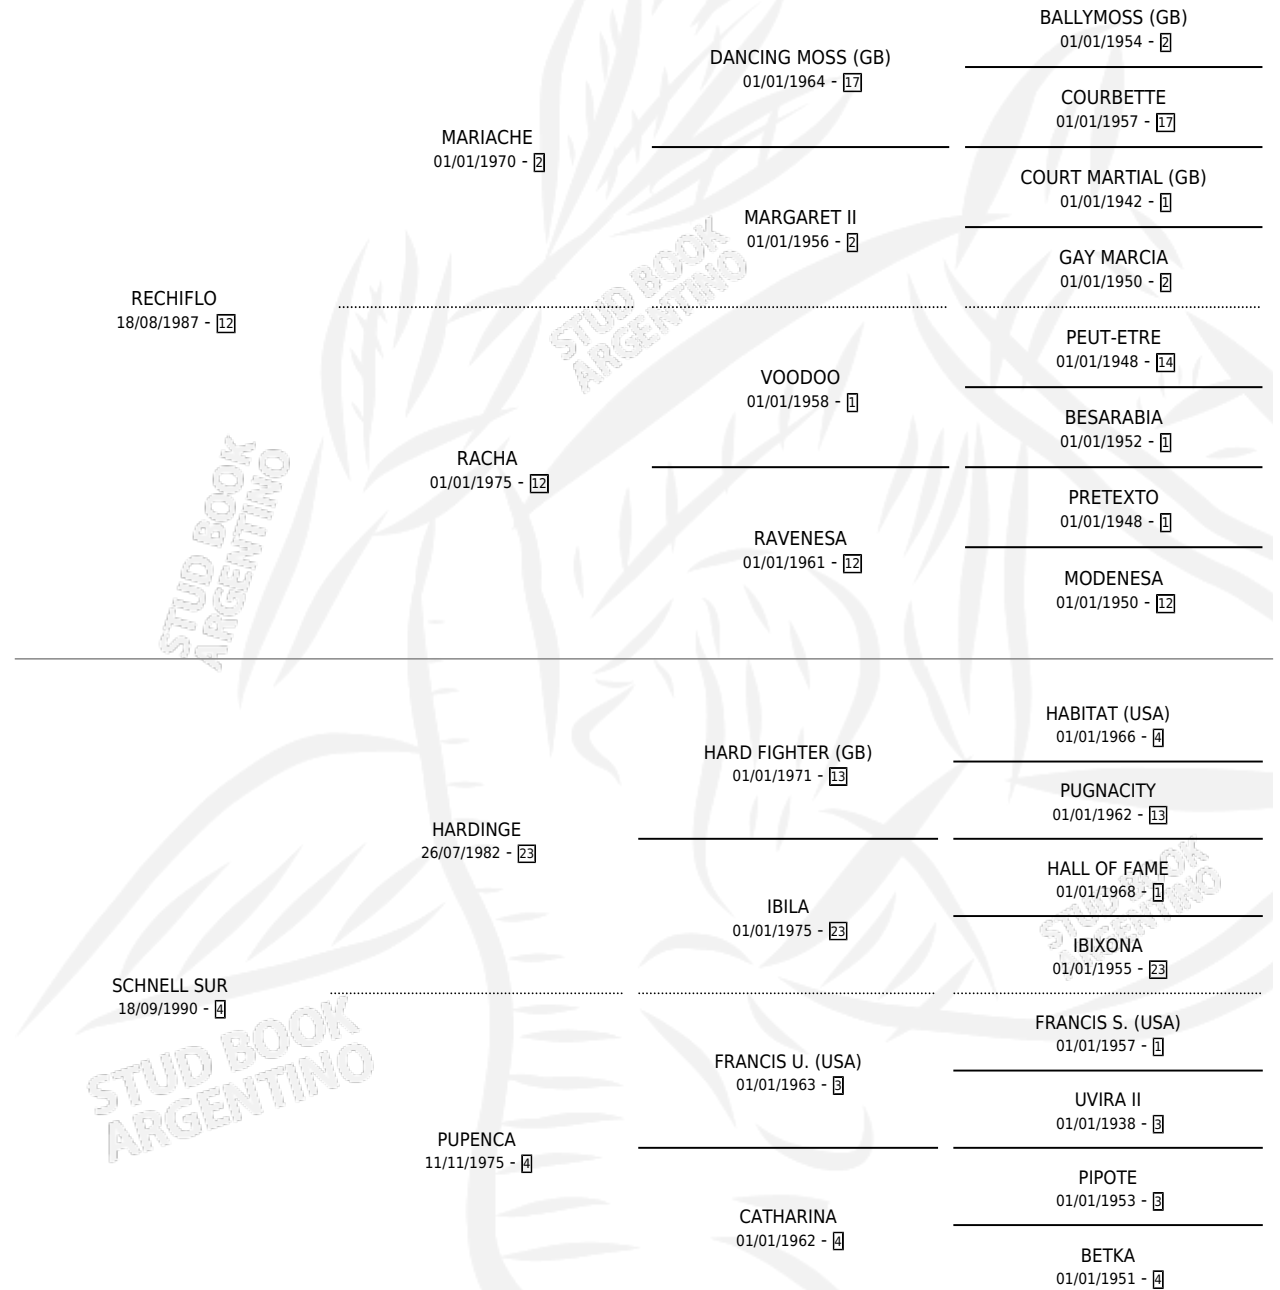 BALLYMOSS (GB)
01/01/1954 - 2
DANCING MOSS (GB)
01/01/1964 - 17
COURBETTE
01/01/1957 - 17
MARIACHE
01/01/1970 - 2
COURT MARTIAL (GB)
01/01/1942 - 1
MARGARET II
01/01/1956 - 2
GAY MARCIA
01/01/1950 - 2
RECHIFLO
18/08/1987 - 12
PEUT-ETRE
01/01/1948 - 14
VOODOO
01/01/1958 - 1
BESARABIA
01/01/1952 - 1
RACHA
01/01/1975 - 12
PRETEXTO
01/01/1948 - 1
RAVENESA
01/01/1961 - 12
MODENESA
01/01/1950 - 12
STUD BOOK
ARGENTINO
STUD BOOK
ARGENTINO
HABITAT (USA)
01/01/1966 - 4
HARD FIGHTER (GB)
01/01/1971 - 13
PUGNACITY
01/01/1962 - 13
HARDINGE
26/07/1982 - 23
HALL OF FAME
01/01/1968 - 1
IBILA
01/01/1975 - 23
IBIXONA
01/01/1955 - 23
STUD BOOK
ARGENTINO
SCHNELL SUR
18/09/1990 - 4
FRANCIS S. (USA)
01/01/1957 - 1
FRANCIS U. (USA)
01/01/1963 - 3
UVIRA II
01/01/1938 - 3
STUD BOOK
ARGENTINO
PUPENCA
11/11/1975 - 4
PIPOTE
01/01/1953 - 3
CATHARINA
01/01/1962 - 4
BETKA
01/01/1951 - 4